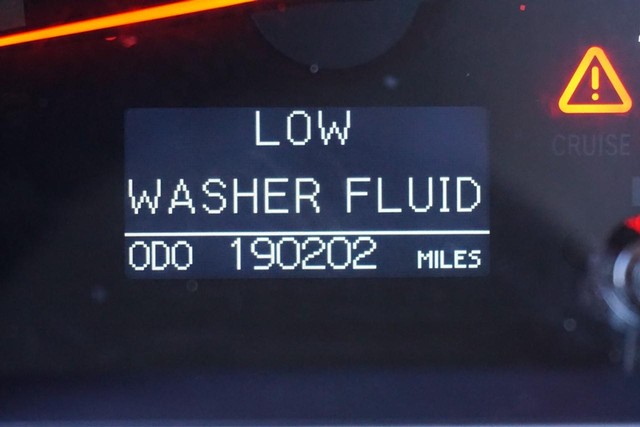 LOW
WASHER FLUID
ODO 190202 MILES
CRUISE